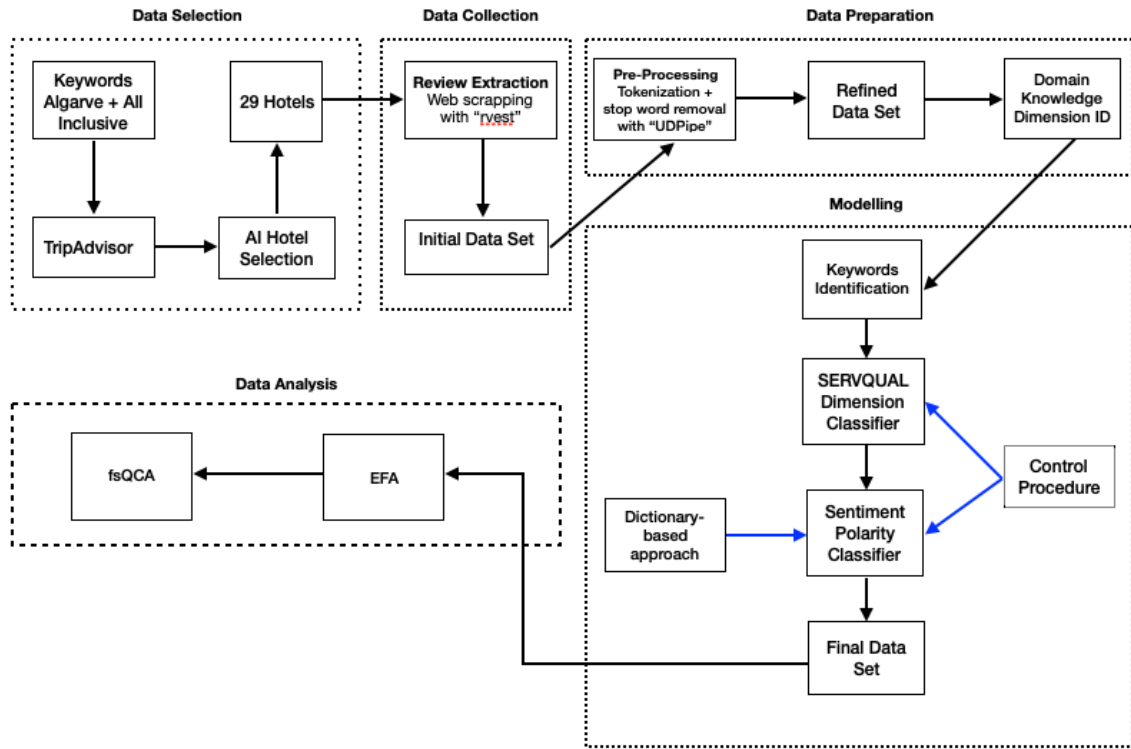 Data Selection
Keywords
Algarve + All
Inclusive
29 Hotels
TripAdvisor
AI Hotel
Selection
Data Collection
Review Extraction
Web scrapping
with “rvest”
Initial Data Set
Data Preparation
Pre-Processing
Tokenization +
stop word removal
with “UDPipe”
Refined
Data Set
Domain
Knowledge
Dimension ID
Modelling
Keywords
Identification
SERVQUAL
Dimension
Classifier
Control
Procedure
Dictionary-
based
approach
Sentiment
Polarity
Classifier
Final Data
Set
Data Analysis
fsQCA
EFA